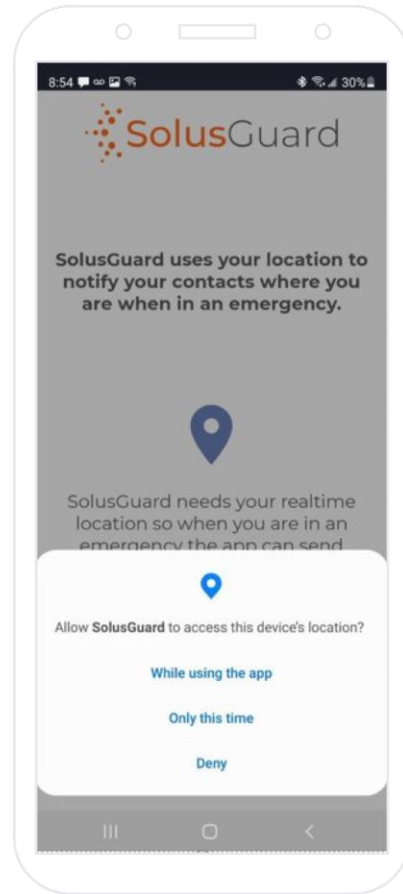 8:54
30%
SolusGuard
SolusGuard uses your location to
notify your contacts where you
are when in an emergency.
SolusGuard needs your realtime
location so when you are in an
emergency the app can send
Allow SolusGuard to access this device's location?
While using the app
Only this time
Deny